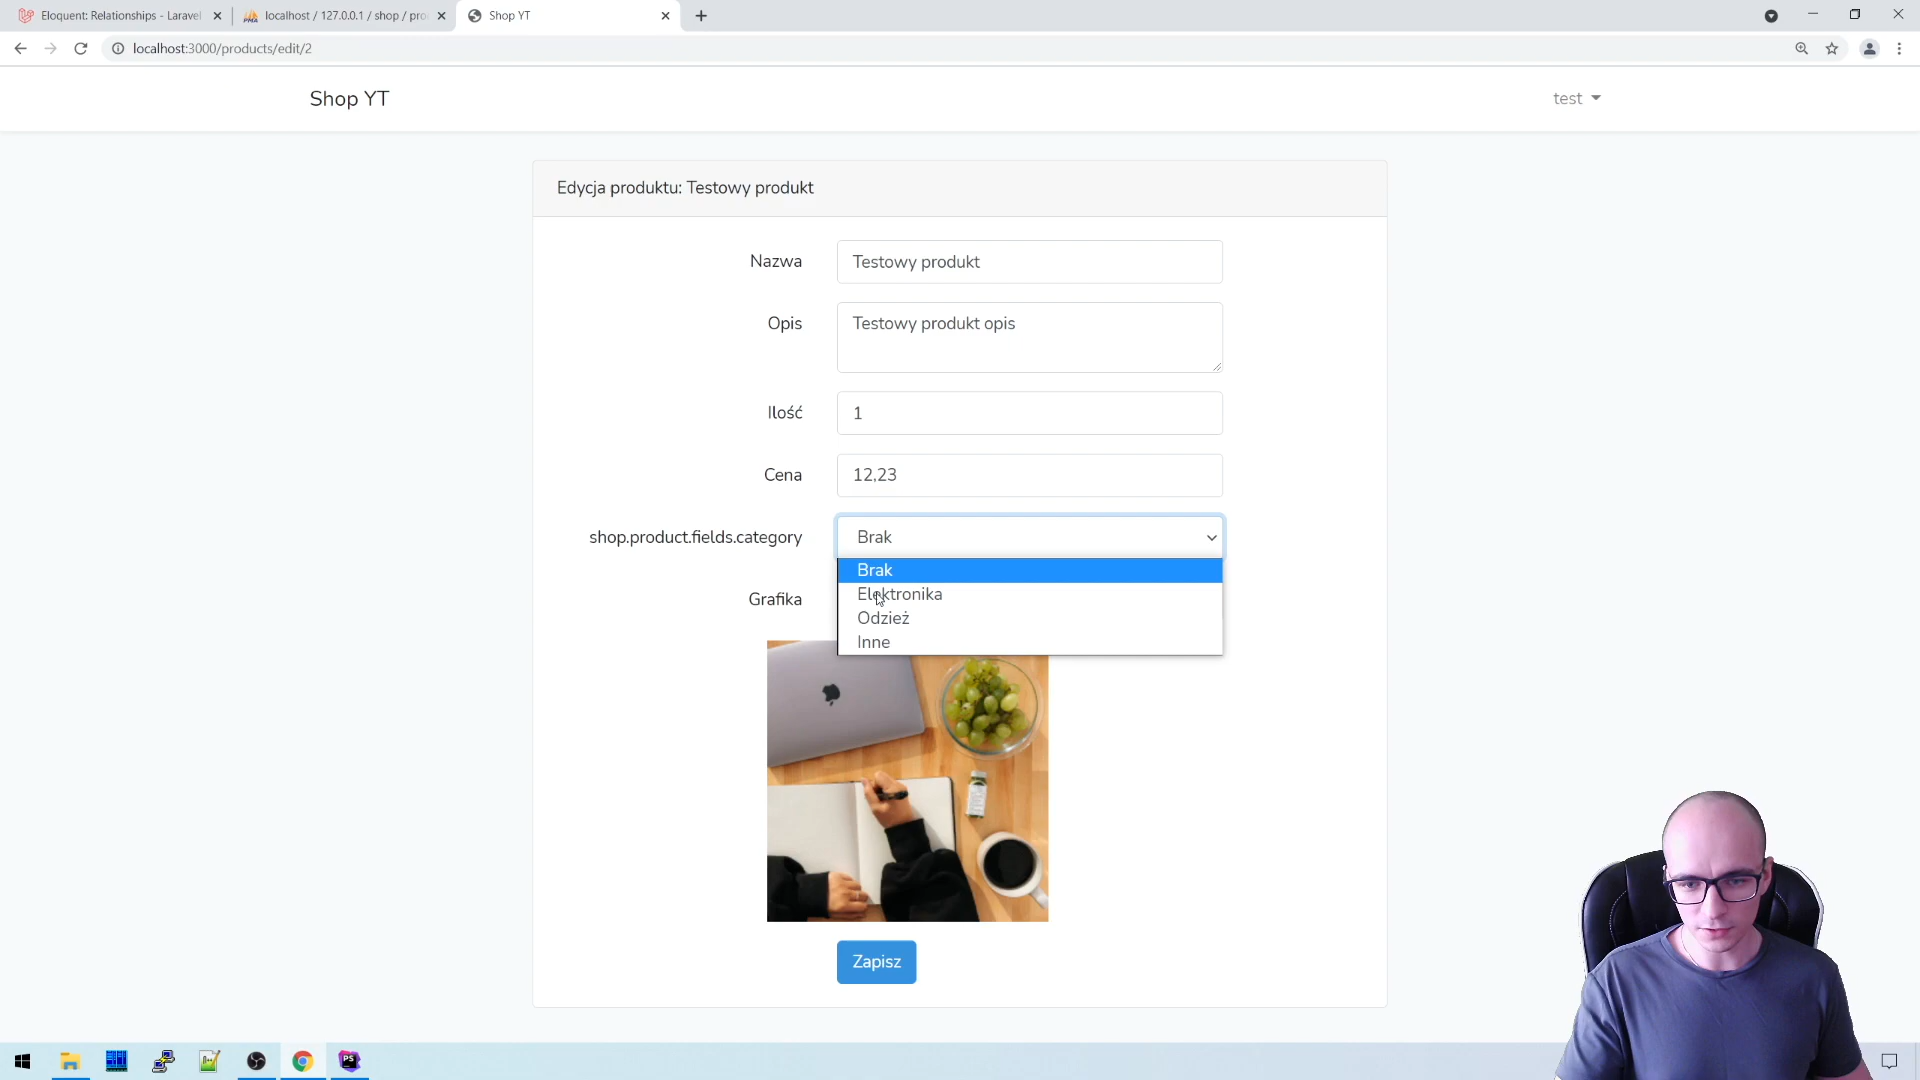 Eloquent: Relationships - Laravel
localhost / 127.0.0.1 / shop / pro
Shop YT
localhost:3000/products/edit/2
Shop YT
test
Edycja produktu: Testowy produkt
Nazwa
Testowy produkt
Opis
Testowy produkt opis
Ilość
1
Cena
12,23
shop.product.fields.category
Brak
Brak
Elektronika
Odzież
Inne
Grafika
Zapisz
PS